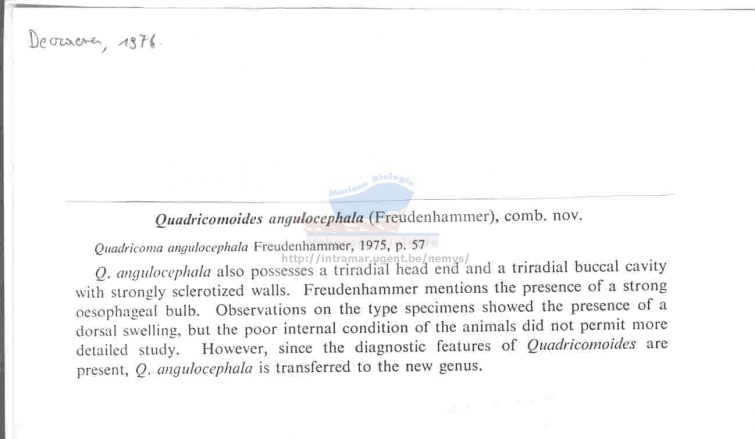 Decraemer, 1976.
Mariene Biologie
Quadricomoides angulocephala (Freudenhammer), comb. nov.
Quadricoma angulocephala Freudenhammer, 1975, p. 57
http://intramar.ugent.be/nemys/
Q. angulocephala also possesses a triradial head end and a triradial buccal cavity
with strongly sclerotized walls. Freudenhammer mentions the presence of a strong
oesophageal bulb. Observations on the type specimens showed the presence of a
dorsal swelling, but the poor internal condition of the animals did not permit more
detailed study. However, since the diagnostic features of Quadricomoides are
present, Q. angulocephala is transferred to the new genus.